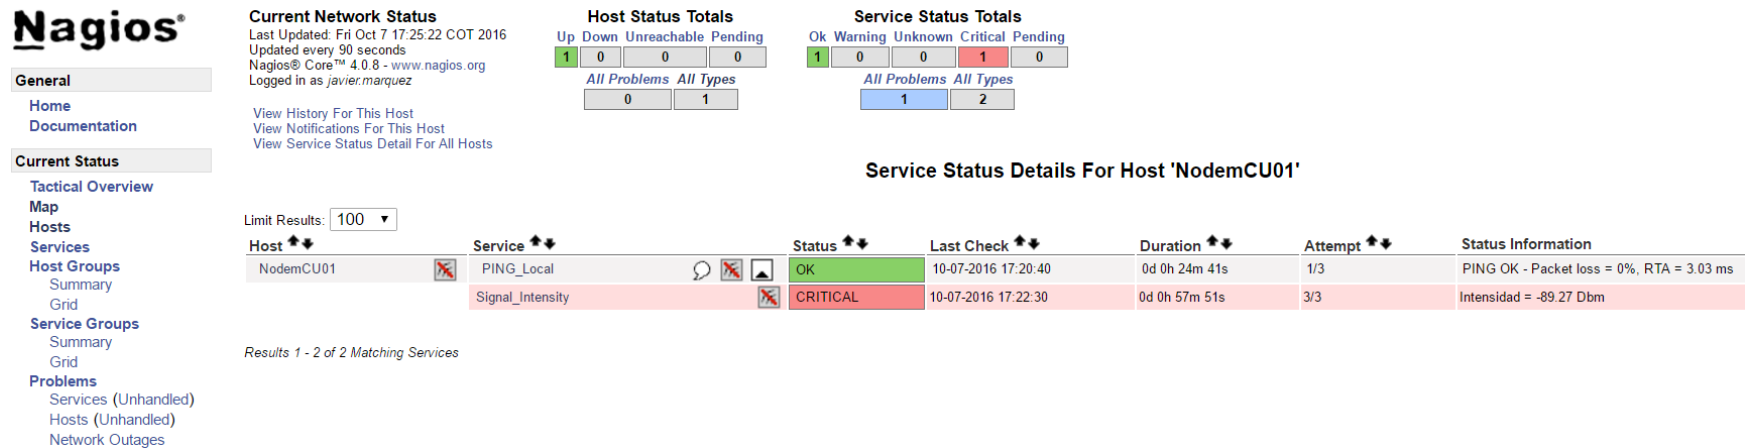 Nagios®
General
Home
Documentation
Current Status
Tactical Overview
Map
Hosts
Services
Host Groups
Summary
Grid
Service Groups
Summary
Grid
Problems
Services (Unhandled)
Hosts (Unhandled)
Network Outages
Current Network Status
Last Updated: Fri Oct 7 17:25:22 COT 2016
Updated every 90 seconds
Nagios® Core™ 4.0.8 - www.nagios.org
Logged in as javier.marquez
View History For This Host
View Notifications For This Host
View Service Status Detail For All Hosts
Host Status Totals
Up Down Unreachable Pending
1 0 0 0
All Problems All Types
0 1
Service Status Totals
Ok Warning Unknown Critical Pending
1 0 0 1 0
All Problems All Types
1 2
Service Status Details For Host 'NodemCU01'
Limit Results: 100
Host Service Status Last Check Duration Attempt Status Information
NodemCU01 PING_Local OK 10-07-2016 17:20:40 0d 0h 24m 41s 1/3 PING OK - Packet loss = 0%, RTA = 3.03 ms
Signal_Intensity CRITICAL 10-07-2016 17:22:30 0d 0h 57m 51s 3/3 Intensidad = -89.27 Dbm
Results 1 - 2 of 2 Matching Services